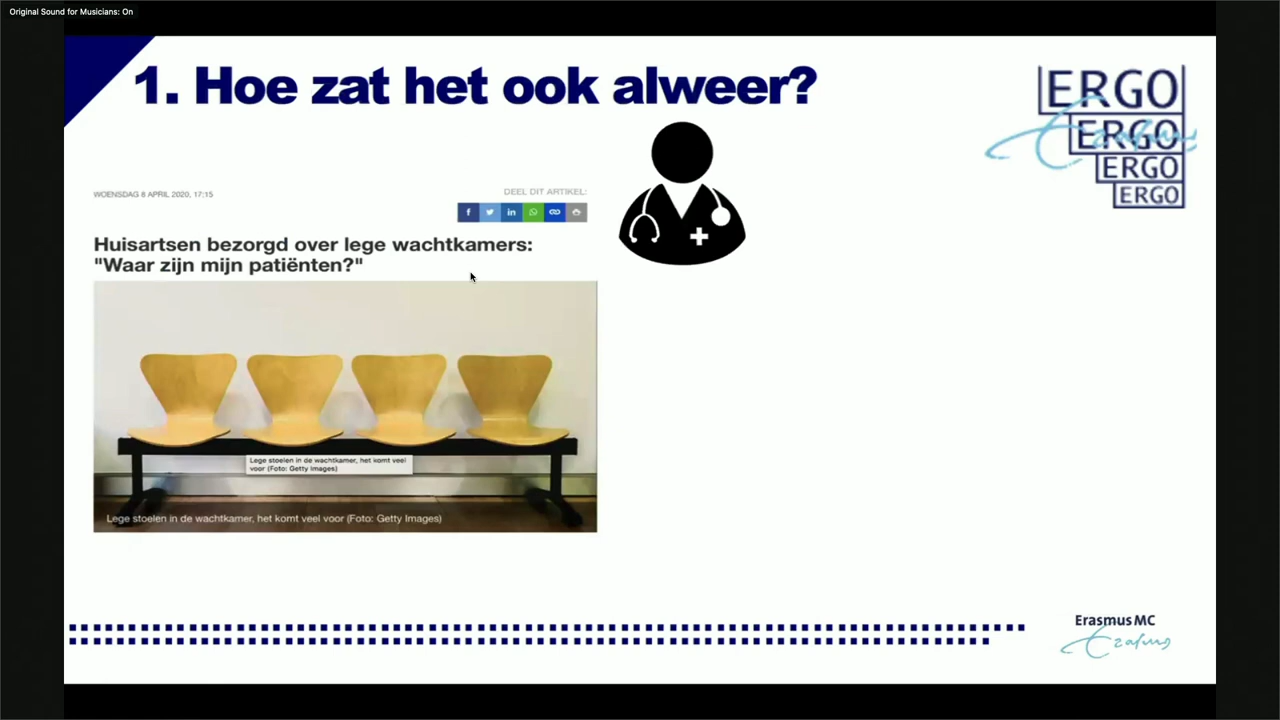 Original Sound for Musicians: On
1. Hoe zat het ook alweer?
ERGO
ERGO
ERGO
ERGO
Erasmus
WOENSDAG 8 APRIL 2020, 17:15
DEEL DIT ARTIKEL:
Huisartsen bezorgd over lege wachtkamers:
"Waar zijn mijn patiënten?"
Lege stoelen in de wachtkamer, het komt veel
voor (Foto: Getty Images)
Lege stoelen in de wachtkamer, het komt veel voor (Foto: Getty Images)
Erasmus MC
Erasmus